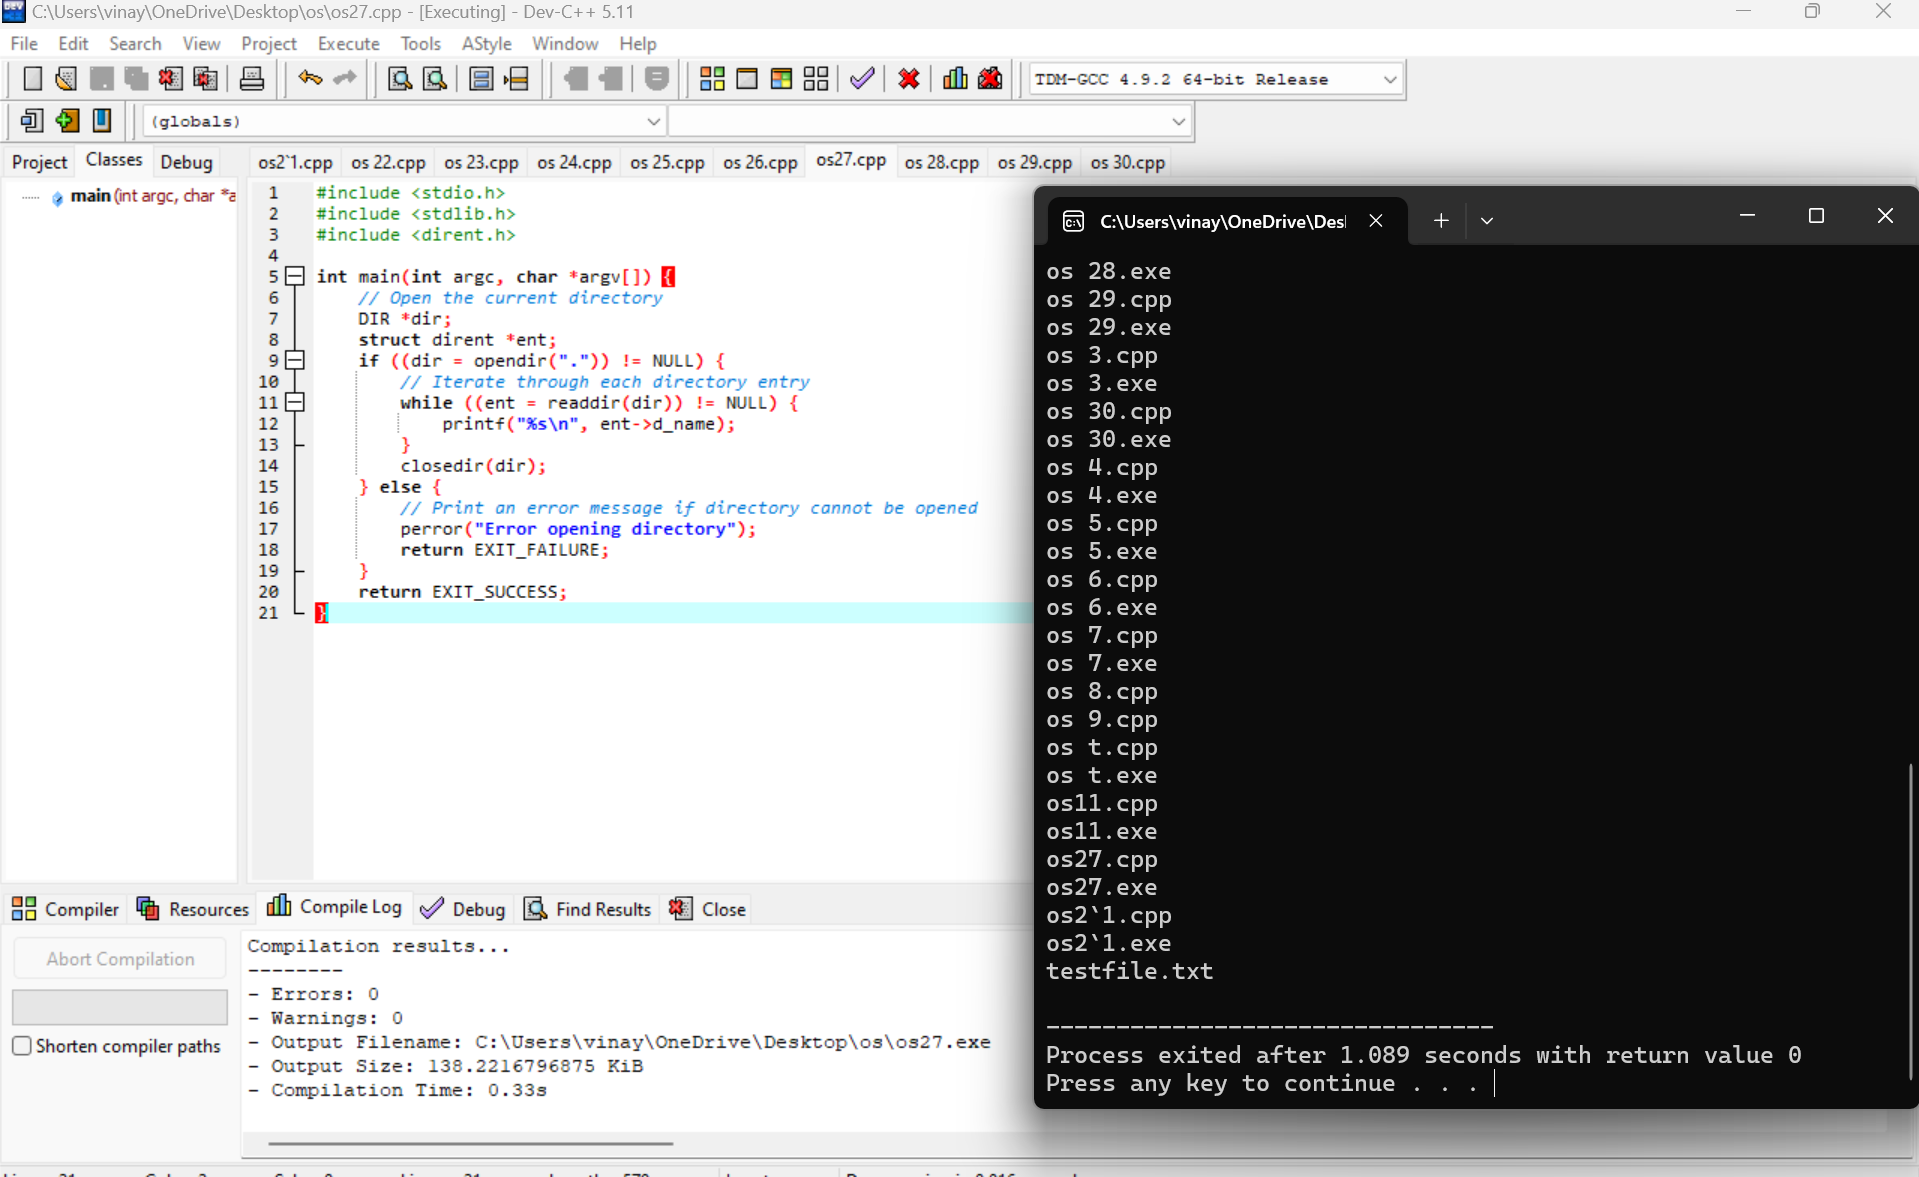 C:\Users\vinay\OneDrive\Desktop\os\os27.cpp - [Executing] - Dev-C++ 5.11
File Edit Search View Project Execute Tools AStyle Window Help
TDM-GCC 4.9.2 64-bit Release
(globals)
Project Classes Debug
os2`1.cpp os 22.cpp os 23.cpp os 24.cpp os 25.cpp os 26.cpp os27.cpp os 28.cpp os 29.cpp os 30.cpp
main (int argc, char *a
1 #include <stdio.h>
2 #include <stdlib.h>
3 #include <dirent.h>
4
5 int main(int argc, char *argv[]) {
6 // Open the current directory
7 DIR *dir;
8 struct dirent *ent;
9 if ((dir = opendir(".")) != NULL) {
10 // Iterate through each directory entry
11 while ((ent = readdir(dir)) != NULL) {
12 printf("%s\n", ent->d_name);
13 }
14 closedir(dir);
15 } else {
16 // Print an error message if directory cannot be opened
17 perror("Error opening directory");
18 return EXIT_FAILURE;
19 }
20 return EXIT_SUCCESS;
21 }
C:\Users\vinay\OneDrive\Des
os 28.exe
os 29.cpp
os 29.exe
os 3.cpp
os 3.exe
os 30.cpp
os 30.exe
os 4.cpp
os 4.exe
os 5.cpp
os 5.exe
os 6.cpp
os 6.exe
os 7.cpp
os 7.exe
os 8.cpp
os 9.cpp
os t.cpp
os t.exe
os11.cpp
os11.exe
os27.cpp
os27.exe
os2`1.cpp
os2`1.exe
testfile.txt
--------------------------------
Process exited after 1.089 seconds with return value 0
Press any key to continue . . .
Compiler Resources Compile Log Debug Find Results Close
Abort Compilation
Shorten compiler paths
Compilation results...
--------
- Errors: 0
- Warnings: 0
- Output Filename: C:\Users\vinay\OneDrive\Desktop\os\os27.exe
- Output Size: 138.2216796875 KiB
- Compilation Time: 0.33s